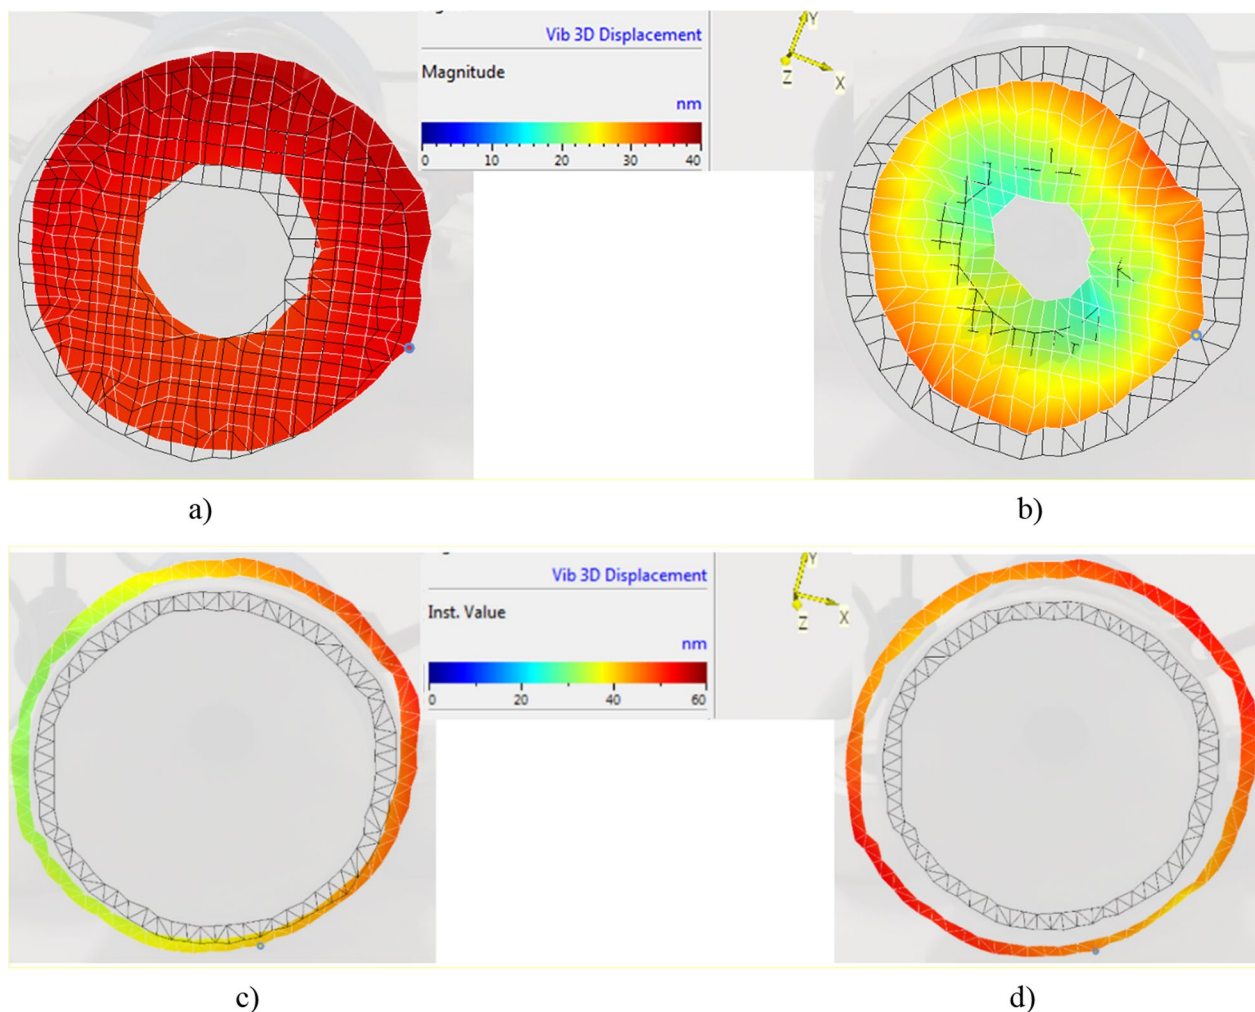 Vib 3D Displacement
Magnitude
nm
0 10 20 30 40
Y
Z X
a) b)
Vib 3D Displacement
Inst. Value
nm
0 20 40 60
Y
Z X
c) d)